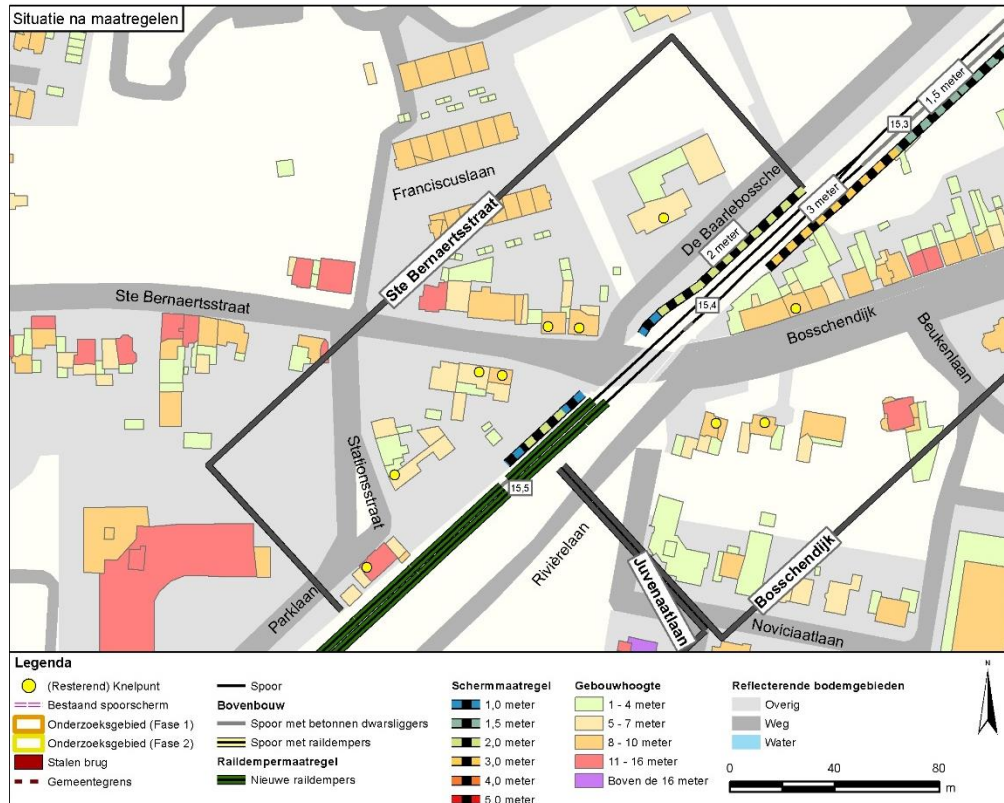 Situatie na maatregelen
1,5 meter
15,3
Franciscuslaan
De Baarlebossche
3 meter
Ste Bernaertsstraat
2 meter
Ste Bernaertsstraat
15,4
Bosschendijk
Beukenlaan
Stationsstraat
15,5
Rivièrelaan
Juvenaatlaan
Bosschendijk
Parklaan
Noviciaatlaan
Legenda
(Resterend) Knelpunt
Bestaand spoorscherm
Onderzoeksgebied (Fase 1)
Onderzoeksgebied (Fase 2)
Stalen brug
Gemeentegrens
Spoor
Bovenbouw
Spoor met betonnen dwarsliggers
Spoor met raildempers
Raildempermaatregel
Nieuwe raildempers
Schermmaatregel
1,0 meter
1,5 meter
2,0 meter
3,0 meter
4,0 meter
5,0 meter
Gebouwhoogte
1 - 4 meter
5 - 7 meter
8 - 10 meter
11 - 16 meter
Boven de 16 meter
Reflecterende bodemgebieden
Overig
Weg
Water
N
0 40 80
m